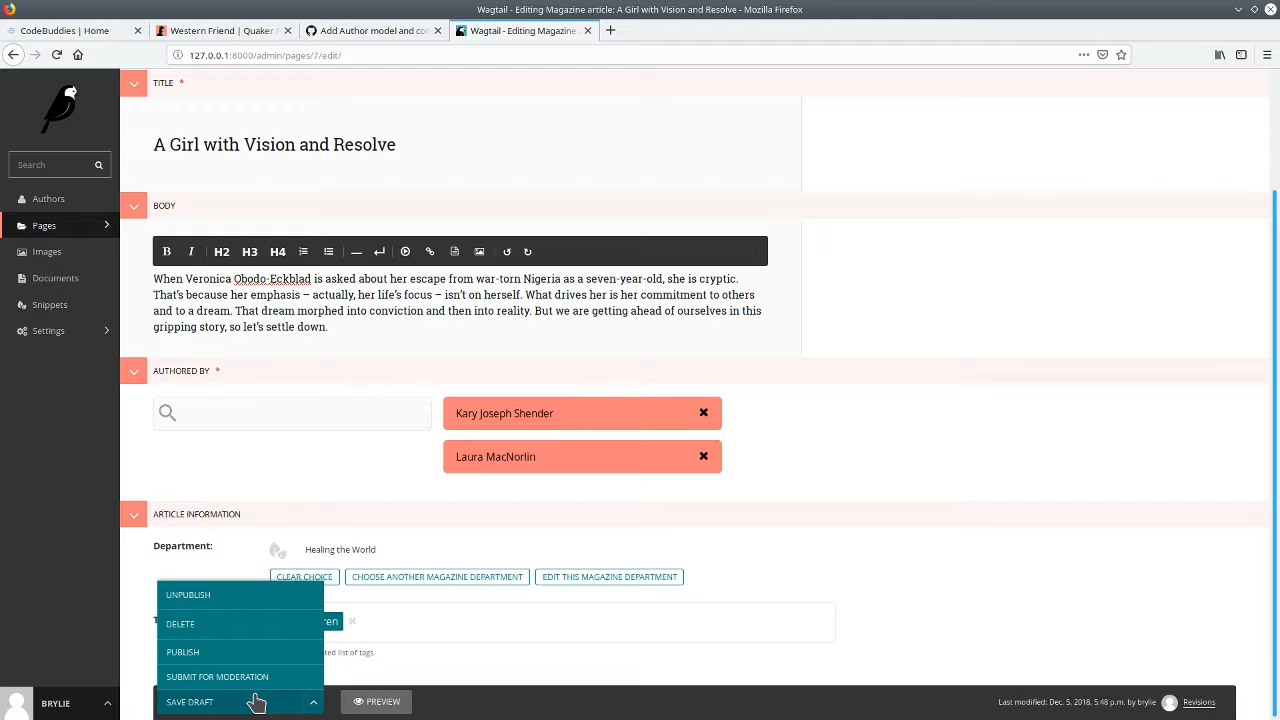 Wagtail - Editing Magazine article: A Girl with Vision and Resolve - Mozilla Firefox
CodeBuddies | Home
Western Friend | Quaker F
Add Author model and con
Wagtail - Editing Magazine
127.0.0.1:8000/admin/pages/7/edit/
Search
Authors
Pages
Images
Documents
Snippets
Settings
BRYLIE
TITLE *
A Girl with Vision and Resolve
BODY
B I H2 H3 H4
When Veronica Obodo-Eckblad is asked about her escape from war-torn Nigeria as a seven-year-old, she is cryptic.
That's because her emphasis – actually, her life's focus – isn't on herself. What drives her is her commitment to others
and to a dream. That dream morphed into conviction and then into reality. But we are getting ahead of ourselves in this
gripping story, so let's settle down.
AUTHORED BY *
Kary Joseph Shender
Laura MacNorlin
ARTICLE INFORMATION
Department:
Healing the World
CLEAR CHOICE
CHOOSE ANOTHER MAGAZINE DEPARTMENT
EDIT THIS MAGAZINE DEPARTMENT
UNPUBLISH
DELETE
PUBLISH
SUBMIT FOR MODERATION
SAVE DRAFT
ren
list of tags.
PREVIEW
Last modified: Dec. 5, 2018, 5:48 p.m. by brylie
Revisions